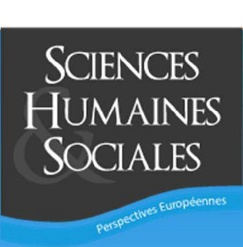 SCIENCES
HUMAINES
&
SOCIALES
Perspectives Européennes